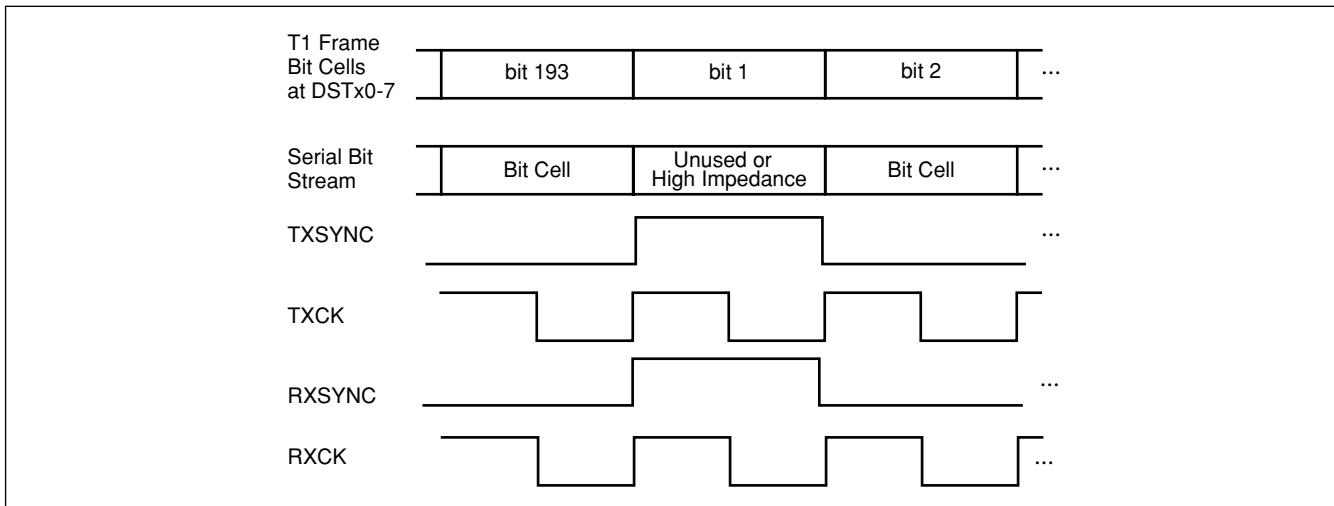 T1 Frame
Bit Cells
at DSTx0-7
bit 193
bit 1
bit 2
...
Serial Bit
Stream
Bit Cell
Unused or
High Impedance
Bit Cell
...
TXSYNC
...
TXCK
RXSYNC
...
RXCK
...